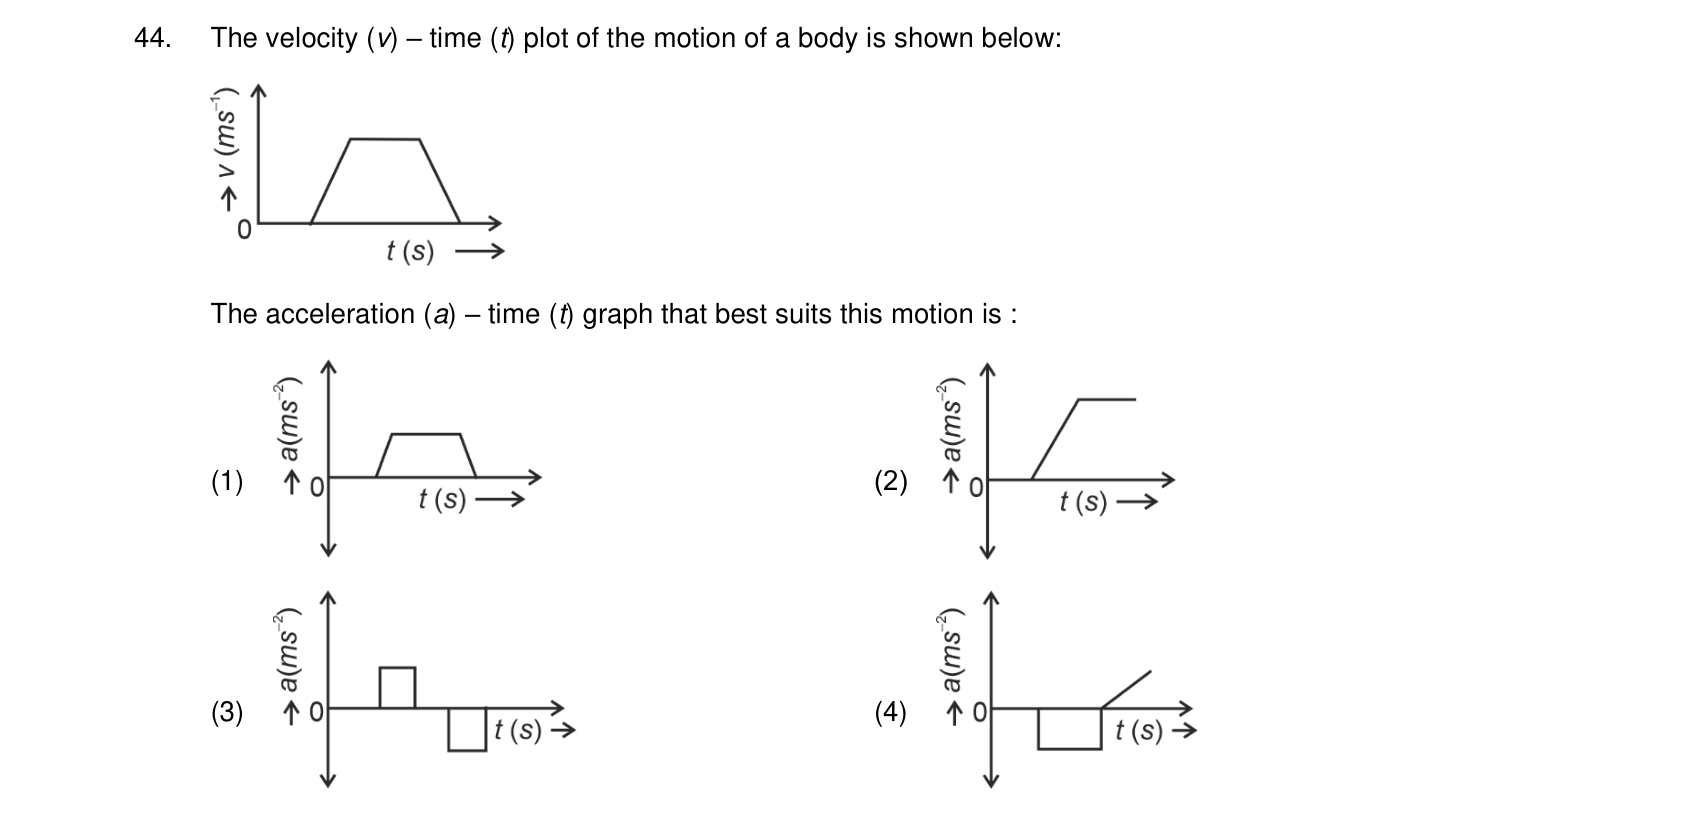 44. The velocity (v) – time (t) plot of the motion of a body is shown below:
→ v (ms⁻¹)
0
t (s) →
The acceleration (a) – time (t) graph that best suits this motion is :
(1) → a(ms⁻²) 0 t (s) →
(2) → a(ms⁻²) 0 t (s) →
(3) → a(ms⁻²) 0 t (s) →
(4) → a(ms⁻²) 0 t (s) →